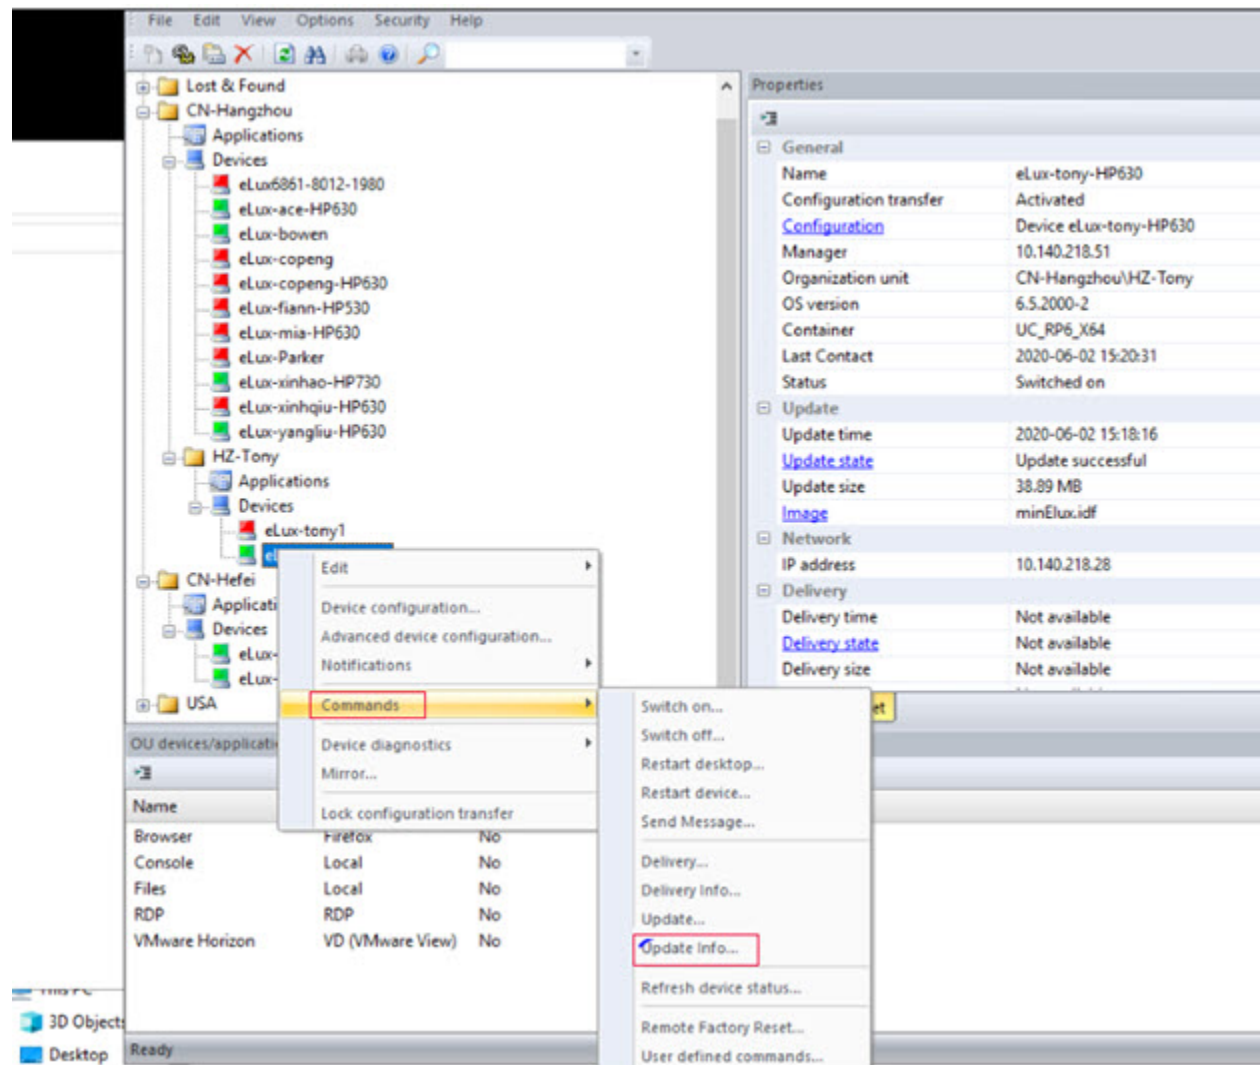 File Edit View Options Security Help
Lost & Found
CN-Hangzhou
Applications
Devices
eLux6861-8012-1980
eLux-ace-HP630
eLux-bowen
eLux-copeng
eLux-copeng-HP630
eLux-fiann-HP530
eLux-mia-HP630
eLux-Parker
eLux-xinhao-HP730
eLux-xinhqiu-HP630
eLux-yangliu-HP630
HZ-Tony
Applications
Devices
eLux-tony1
CN-Hefei
Applicati
Devices
eLux-
eLux-
USA
Edit
Device configuration...
Advanced device configuration...
Notifications
Commands
Device diagnostics
Mirror...
Lock configuration transfer
Switch on...
Switch off...
Restart desktop...
Restart device...
Send Message...
Delivery...
Delivery Info...
Update...
Update Info...
Refresh device status...
Remote Factory Reset...
User defined commands...
Properties
General
Name eLux-tony-HP630
Configuration transfer Activated
Configuration Device eLux-tony-HP630
Manager 10.140.218.51
Organization unit CN-Hangzhou\HZ-Tony
OS version 6.5.2000-2
Container UC_RP6_X64
Last Contact 2020-06-02 15:20:31
Status Switched on
Update
Update time 2020-06-02 15:18:16
Update state Update successful
Update size 38.89 MB
Image minElux.idf
Network
IP address 10.140.218.28
Delivery
Delivery time Not available
Delivery state Not available
Delivery size Not available
et
OU devices/applicati
Name
Browser Firefox No
Console Local No
Files Local No
RDP RDP No
VMware Horizon VD (VMware View) No
Ready
This PC
3D Objects
Desktop